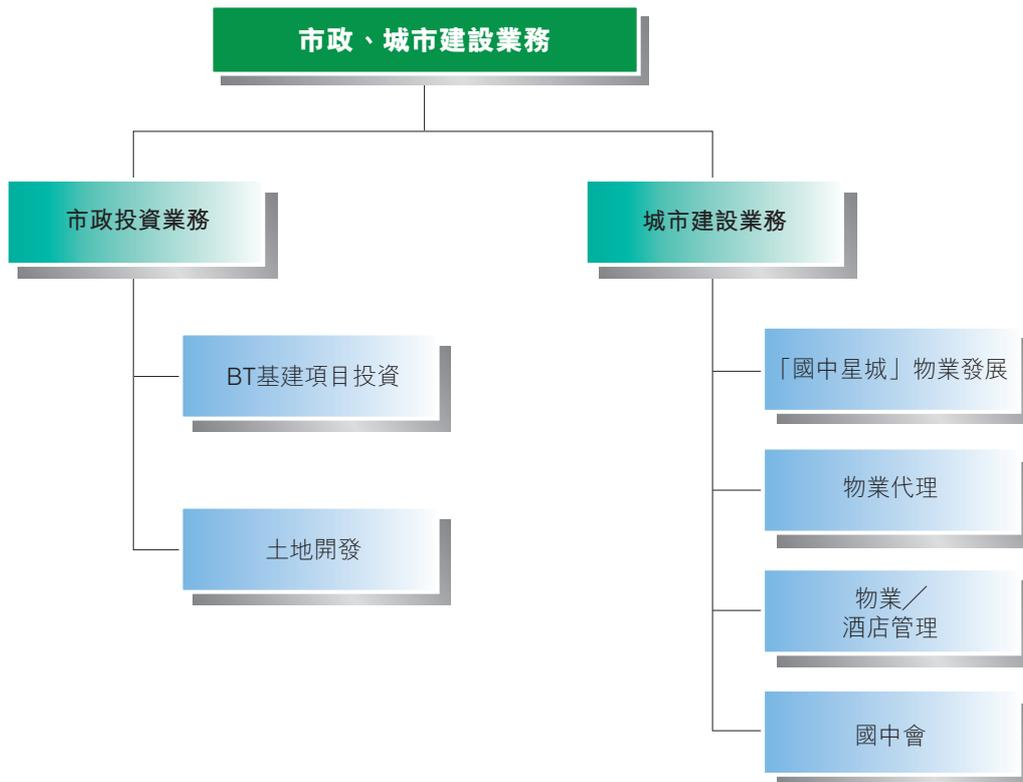 市政、城市建設業務
市政投資業務
城市建設業務
BT基建項目投資
土地開發
「國中星城」物業發展
物業代理
物業╱
酒店管理
國中會